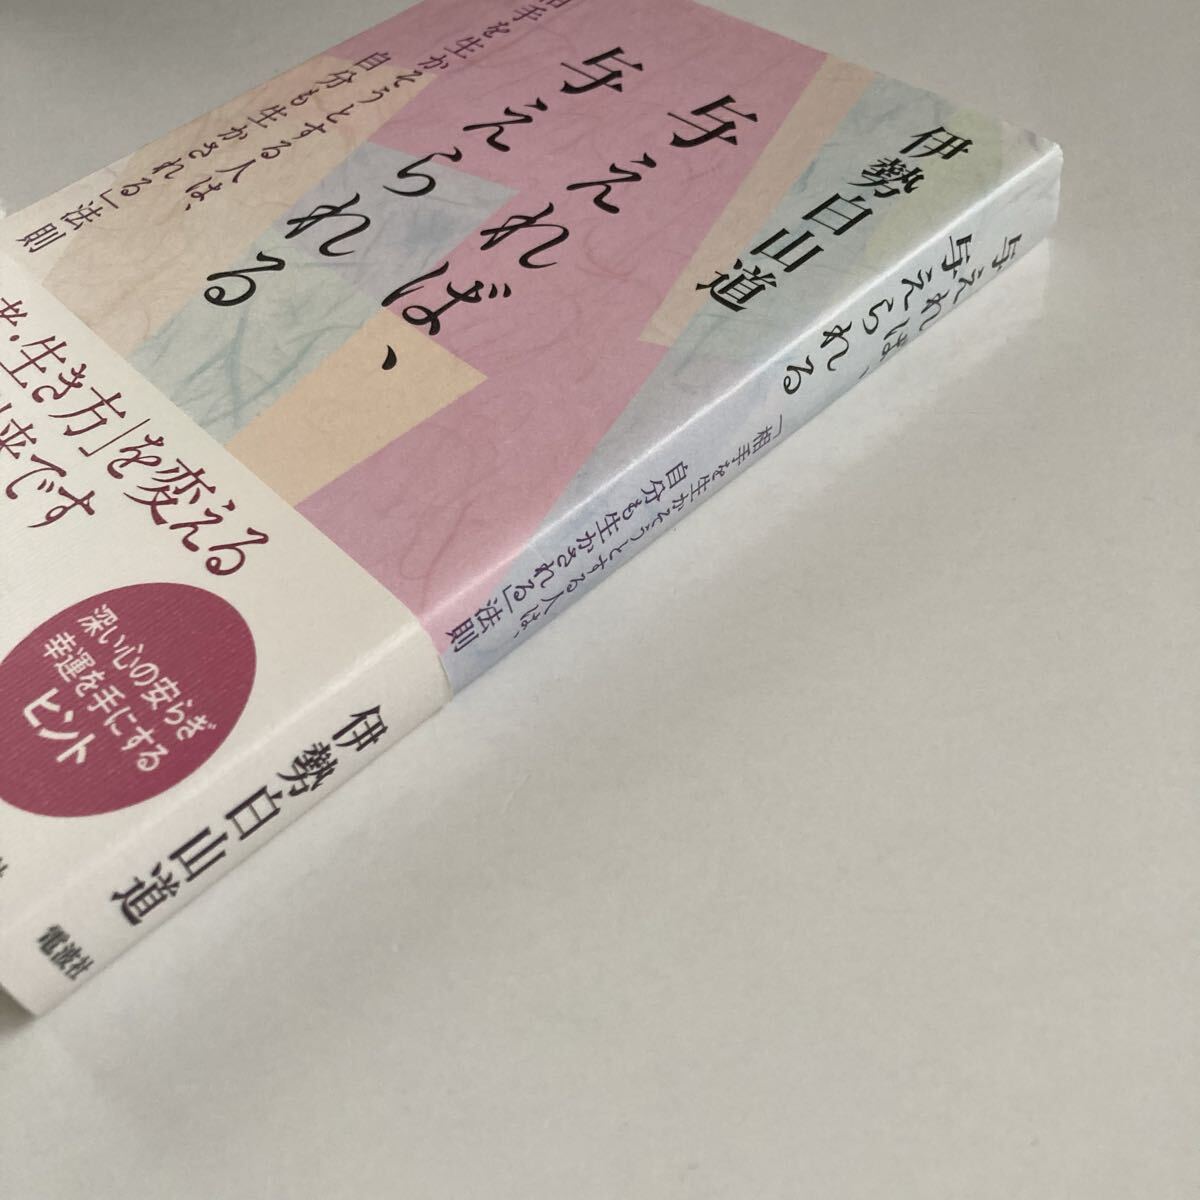 伊勢白山道
与えれば、
与えられる
「相手を生かそうとする人は、
自分も生かされる」法則
生き方」を変える
来です
深い心の安らぎ
幸運を手にする
ヒント
与えれば、
与えられる
「相手を生かそうとする人は、
自分も生かされる」法則
伊勢白山道
電波社